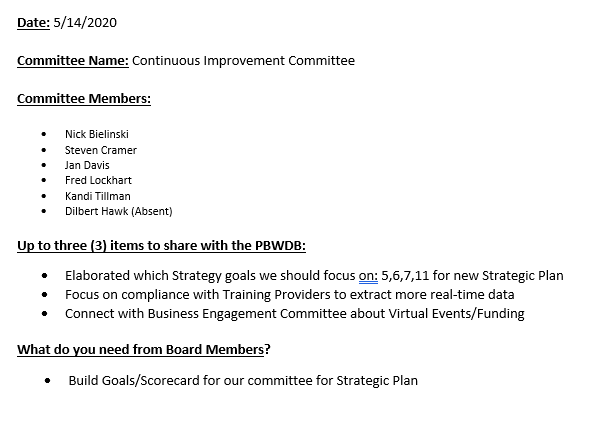 Date: 5/14/2020
Committee Name: Continuous Improvement Committee
Committee Members:
• Nick Bielinski
• Steven Cramer
• Jan Davis
• Fred Lockhart
• Kandi Tillman
• Dilbert Hawk (Absent)
Up to three (3) items to share with the PBWDB:
• Elaborated which Strategy goals we should focus on: 5,6,7,11 for new Strategic Plan
• Focus on compliance with Training Providers to extract more real-time data
• Connect with Business Engagement Committee about Virtual Events/Funding
What do you need from Board Members?
• Build Goals/Scorecard for our committee for Strategic Plan